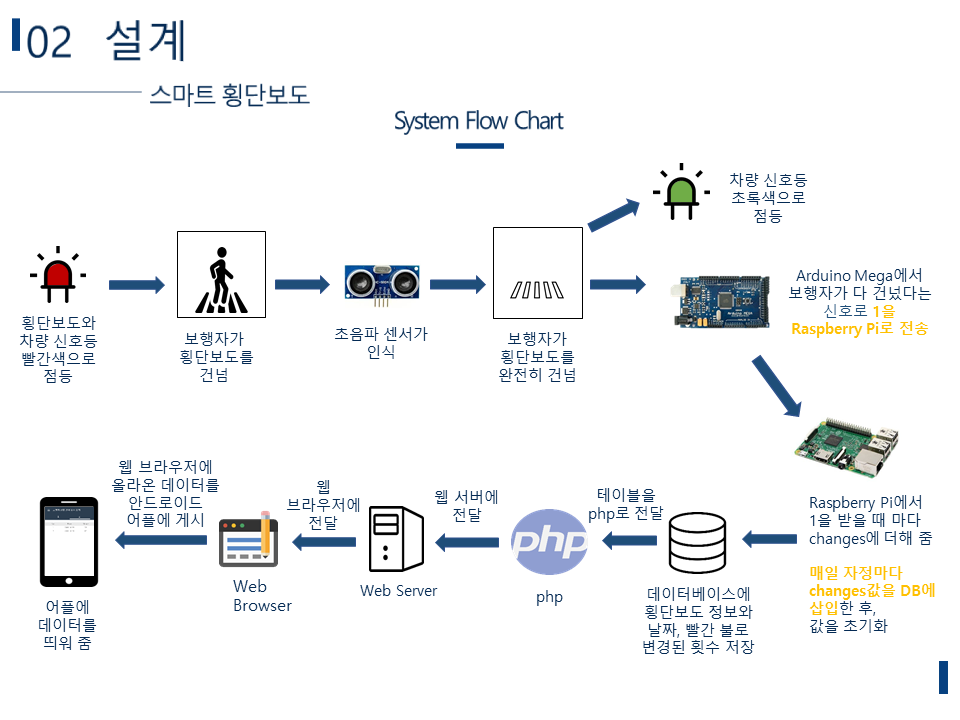 02 설계
스마트 횡단보도
System Flow Chart
차량 신호등
초록색으로
점등
횡단보도와
차량 신호등
빨간색으로
점등
보행자가
횡단보도를
건넘
초음파 센서가
인식
보행자가
횡단보도를
완전히 건넘
Arduino Mega에서
보행자가 다 건넜다는
신호로 1을
Raspberry Pi로 전송
Raspberry Pi에서
1을 받을 때 마다
changes에 더해 줌
매일 자정마다
changes값을 DB에
삽입한 후,
값을 초기화
데이터베이스에
횡단보도 정보와
날짜, 빨간 불로
변경된 횟수 저장
테이블을
php로 전달
php
php
웹 서버에
전달
Web Server
웹
브라우저에
전달
Web
Browser
웹 브라우저에
올라온 데이터를
안드로이드
어플에 게시
어플에
데이터를
띄워 줌